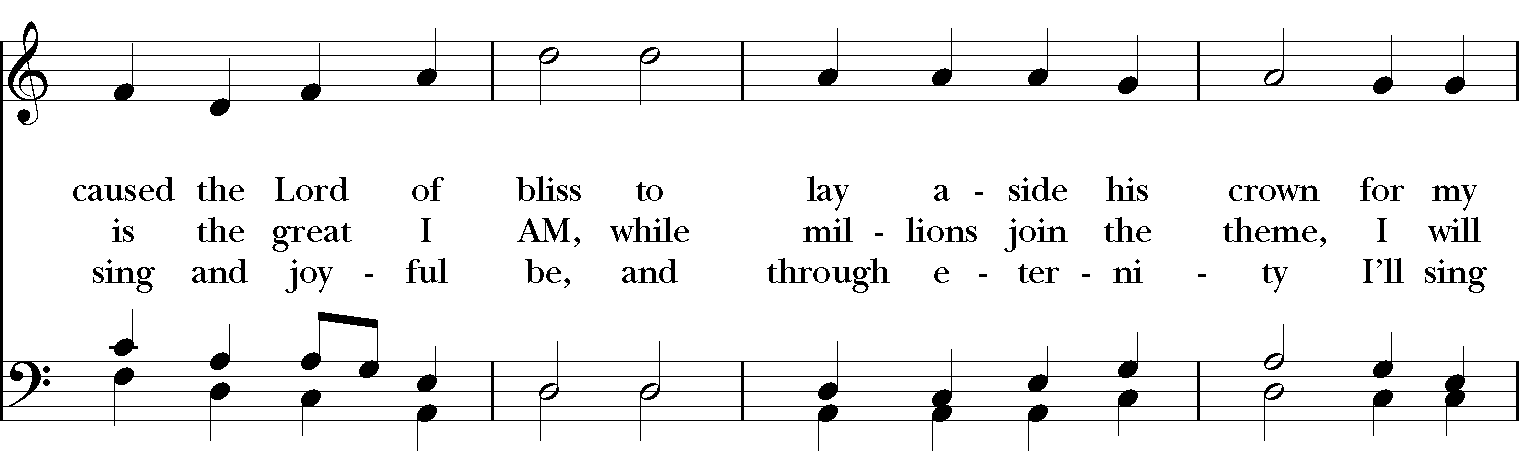 caused the Lord of bliss to lay a - side his crown for my
is the great I AM, while mil - lions join the theme, I will
sing and joy - ful be, and through e - ter - ni - ty I'll sing